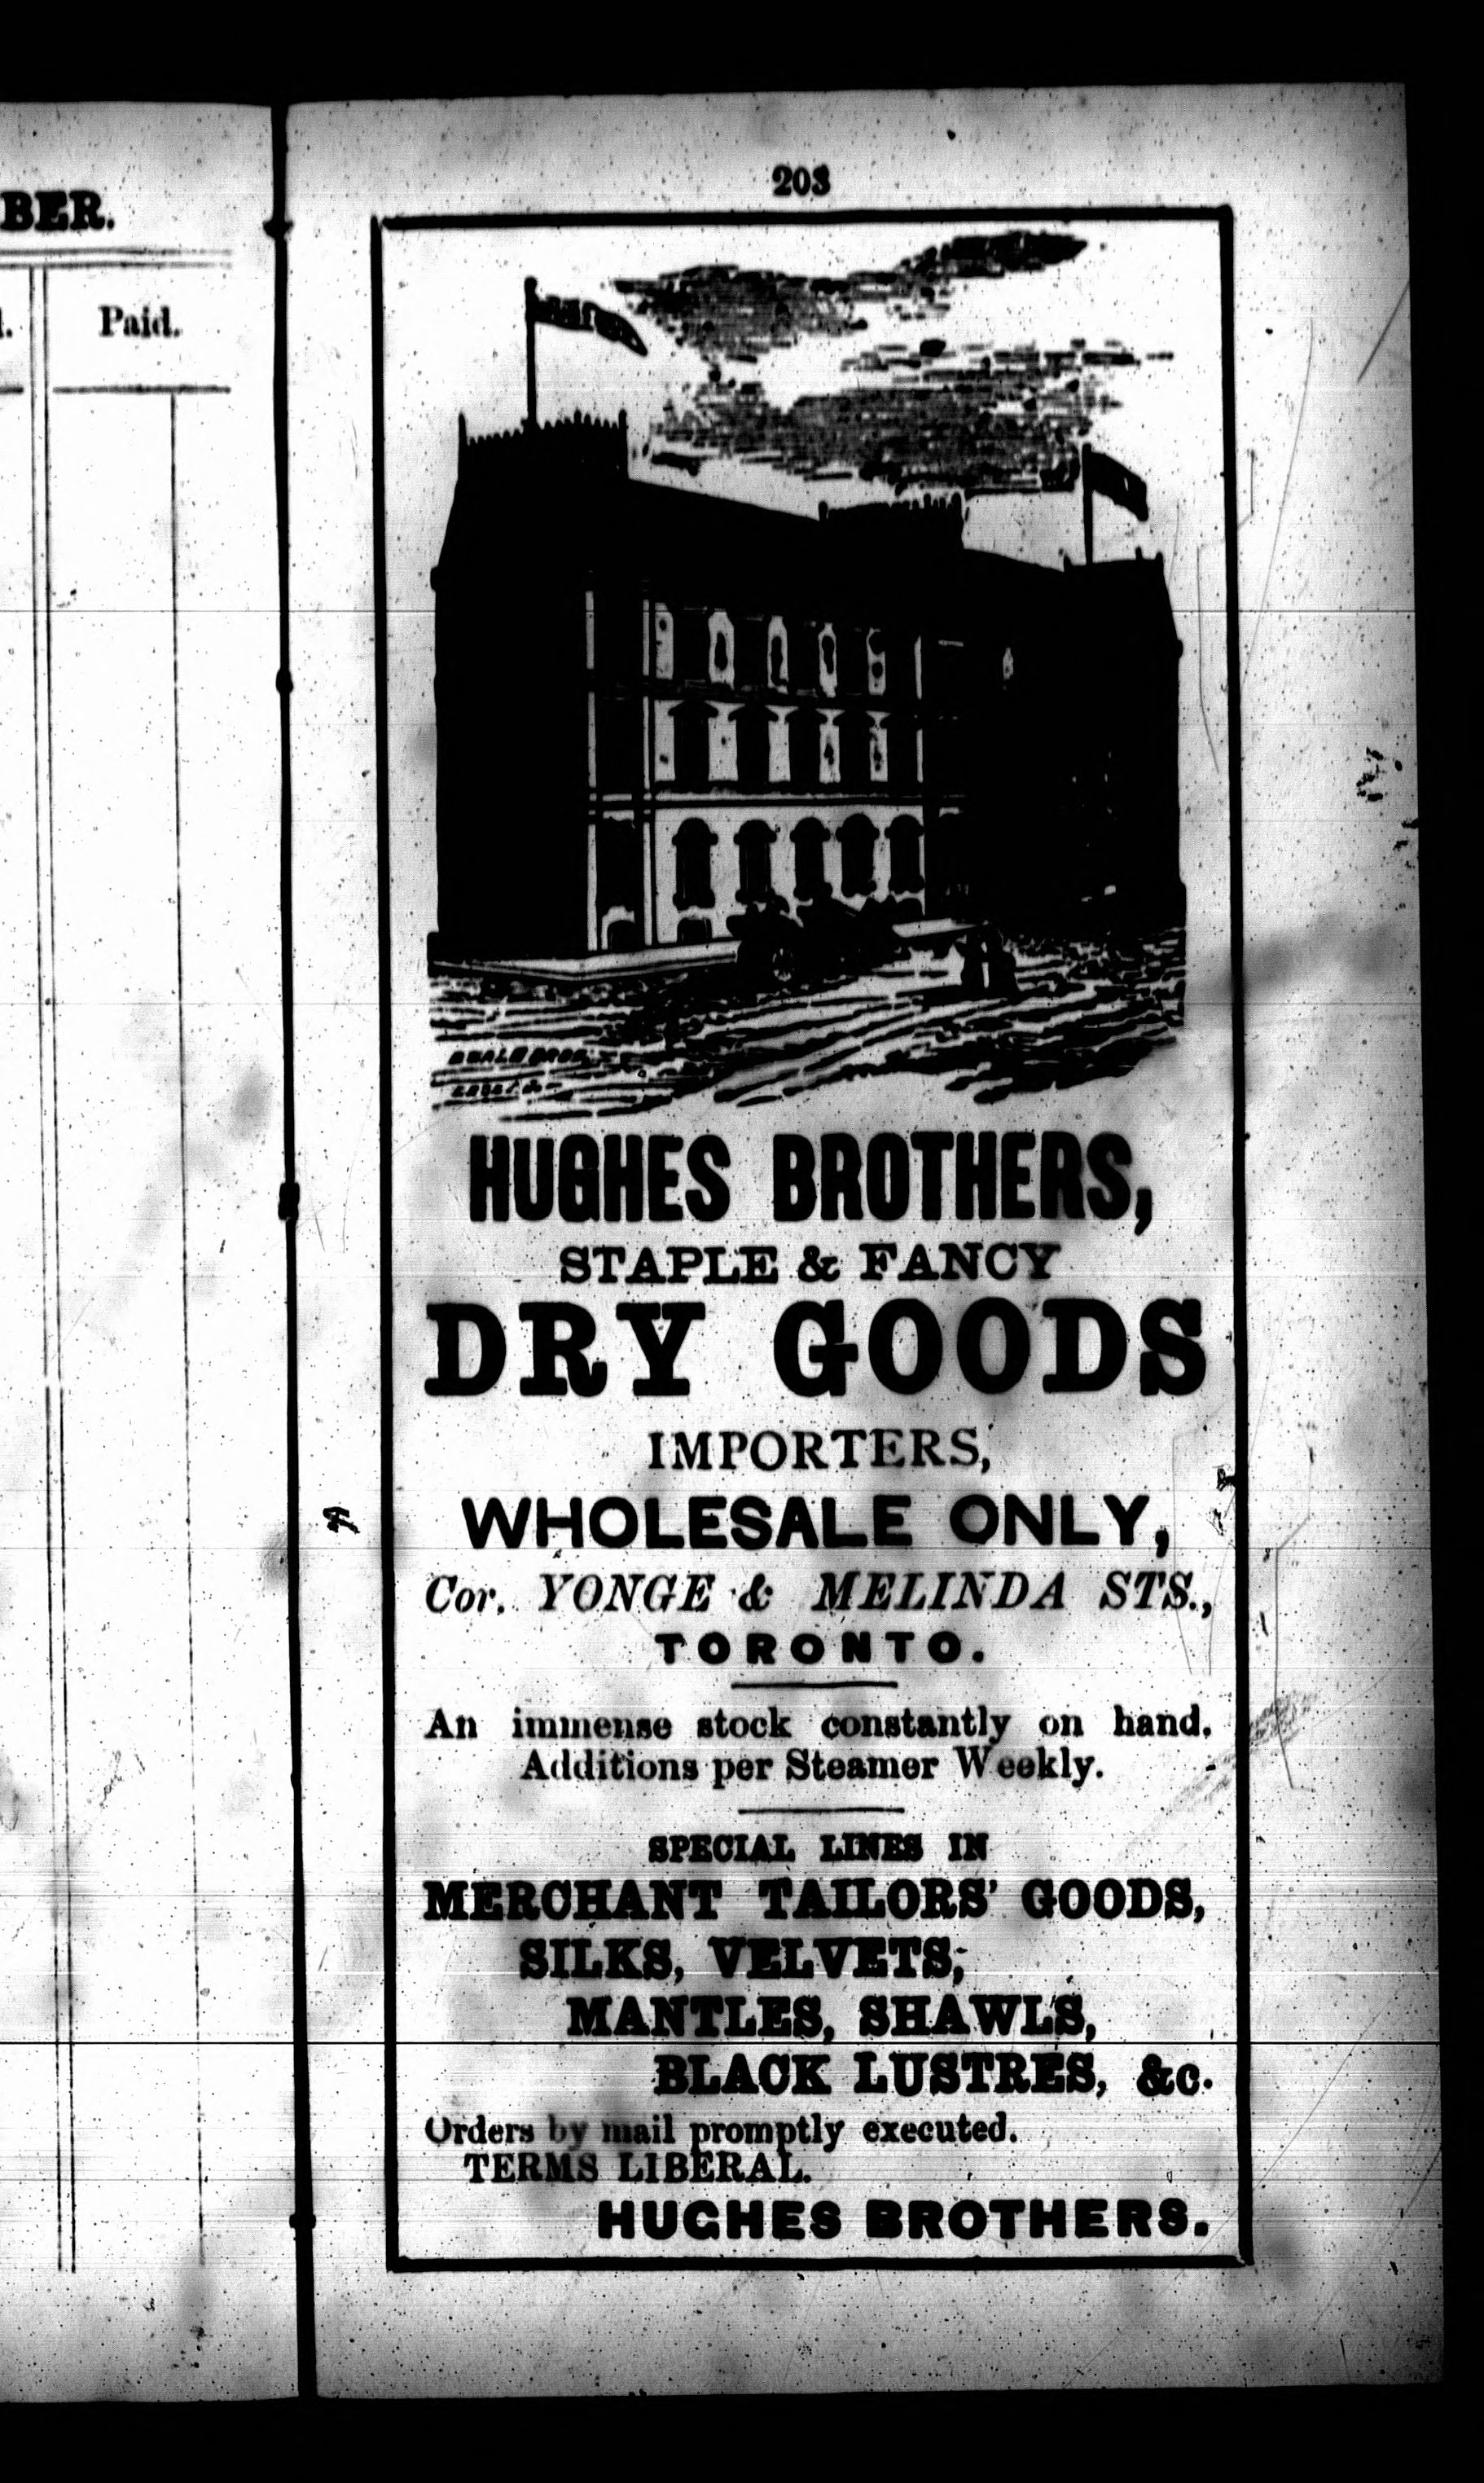 BER.
Paid.
203
HUGHES BROTHERS,
STAPLE & FANCY
DRY GOODS
IMPORTERS,
WHOLESALE ONLY,
Cor. YONGE & MELINDA STS.,
TORONTO.
An immense stock constantly on hand.
Additions per Steamer Weekly.
SPECIAL LINES IN
MERCHANT TAILORS' GOODS,
SILKS, VELVETS,
MANTLES, SHAWLS,
BLACK LUSTRES, &c.
Orders by mail promptly executed.
TERMS LIBERAL.
HUGHES BROTHERS.